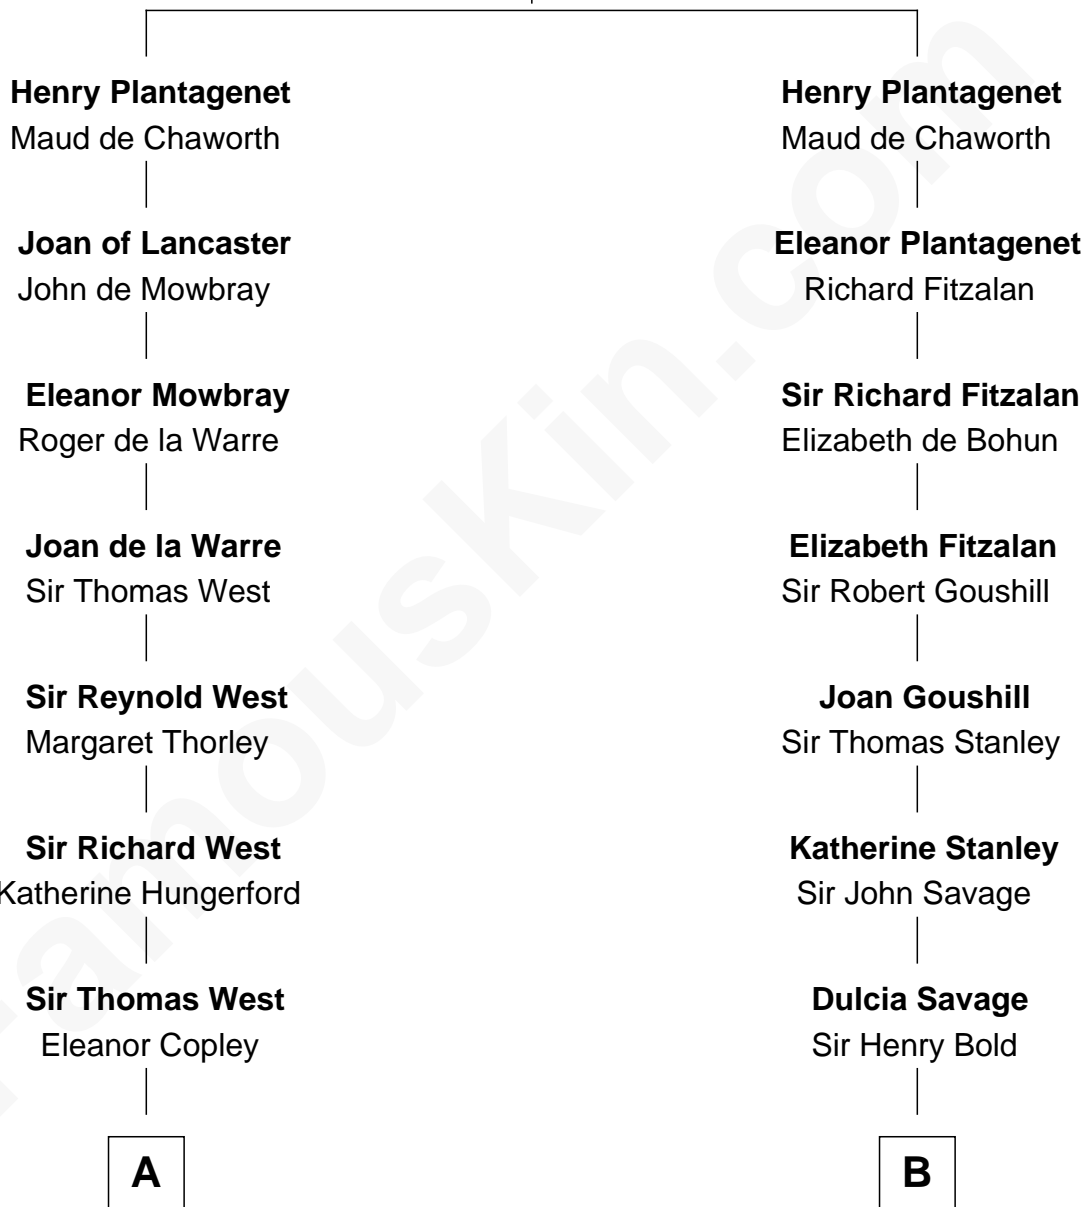 Henry Plantagenet
Maud de Chaworth
Joan of Lancaster
John de Mowbray
Eleanor Mowbray
Roger de la Warre
Joan de la Warre
Sir Thomas West
Sir Reynold West
Margaret Thorley
Sir Richard West
Katherine Hungerford
Sir Thomas West
Eleanor Copley
A
Henry Plantagenet
Maud de Chaworth
Eleanor Plantagenet
Richard Fitzalan
Sir Richard Fitzalan
Elizabeth de Bohun
Elizabeth Fitzalan
Sir Robert Goushill
Joan Goushill
Sir Thomas Stanley
Katherine Stanley
Sir John Savage
Dulcia Savage
Sir Henry Bold
B
FamousKin.com